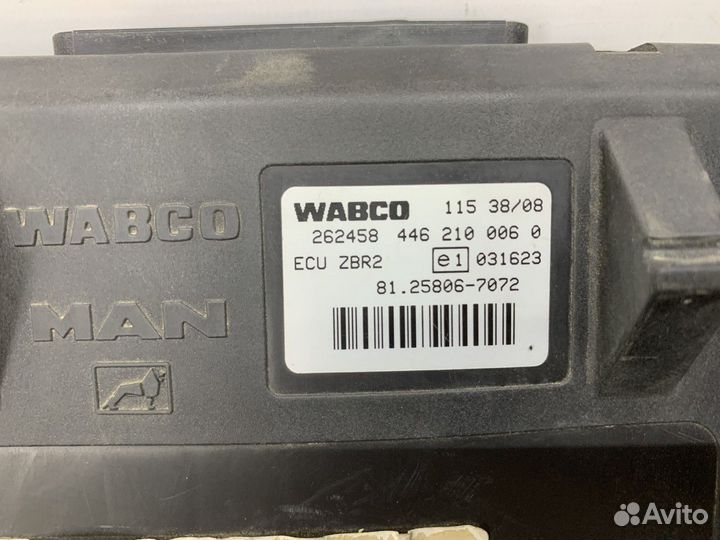 WABCO
MAN
WABCO 115 38/08
262458 446 210 006 0
ECU ZBR2 e1 031623
81.25806-7072
Avito